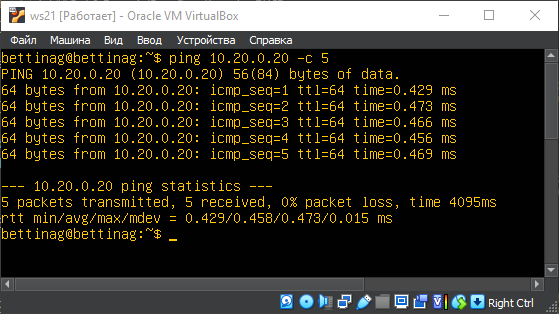 ws21 [Работает] - Oracle VM VirtualBox
Файл Машина Вид Ввод Устройства Справка
bettinag@bettinag:~$ ping 10.20.0.20 -c 5
PING 10.20.0.20 (10.20.0.20) 56(84) bytes of data.
64 bytes from 10.20.0.20: icmp_seq=1 ttl=64 time=0.429 ms
64 bytes from 10.20.0.20: icmp_seq=2 ttl=64 time=0.473 ms
64 bytes from 10.20.0.20: icmp_seq=3 ttl=64 time=0.466 ms
64 bytes from 10.20.0.20: icmp_seq=4 ttl=64 time=0.456 ms
64 bytes from 10.20.0.20: icmp_seq=5 ttl=64 time=0.469 ms
--- 10.20.0.20 ping statistics ---
5 packets transmitted, 5 received, 0% packet loss, time 4095ms
rtt min/avg/max/mdev = 0.429/0.458/0.473/0.015 ms
bettinag@bettinag:~$ _
Right Ctrl